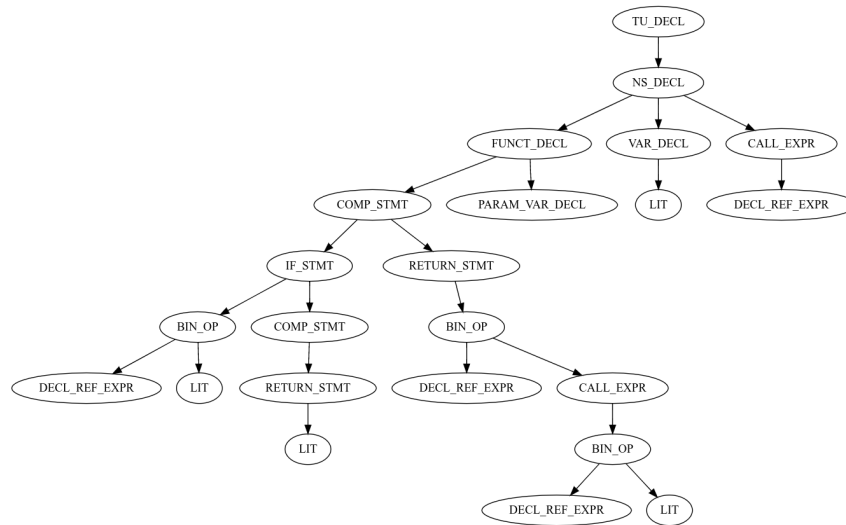 TU_DECL
NS_DECL
FUNCT_DECL VAR_DECL CALL_EXPR
COMP_STMT PARAM_VAR_DECL LIT DECL_REF_EXPR
IF_STMT RETURN_STMT
BIN_OP COMP_STMT BIN_OP
DECL_REF_EXPR LIT RETURN_STMT DECL_REF_EXPR CALL_EXPR
LIT BIN_OP
DECL_REF_EXPR LIT